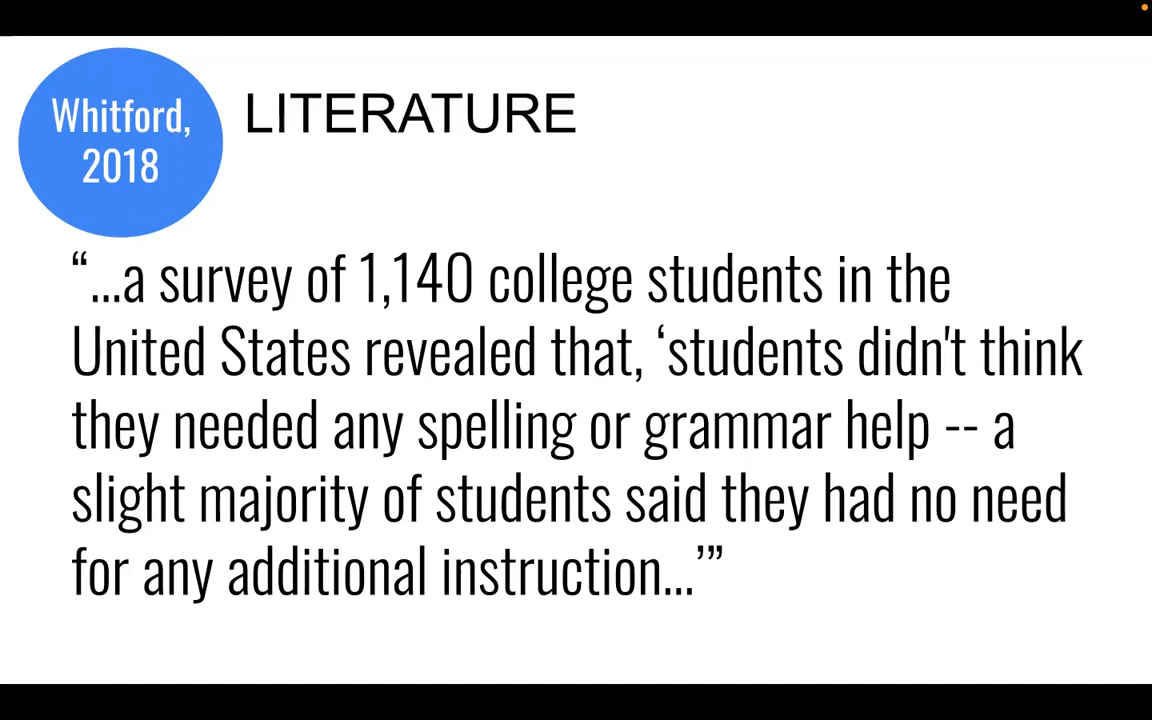 Whitford,
2018
LITERATURE
“...a survey of 1,140 college students in the
United States revealed that, ‘students didn't think
they needed any spelling or grammar help -- a
slight majority of students said they had no need
for any additional instruction...’”